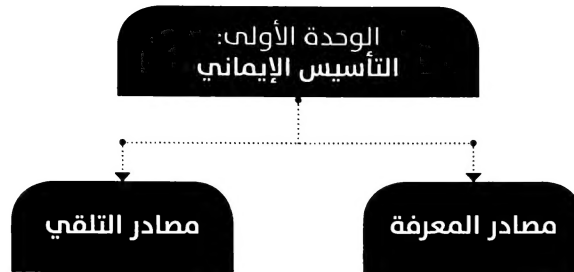 الوحدة الأولى:
التأسيس الإيماني
مصادر المعرفة
مصادر التلقي